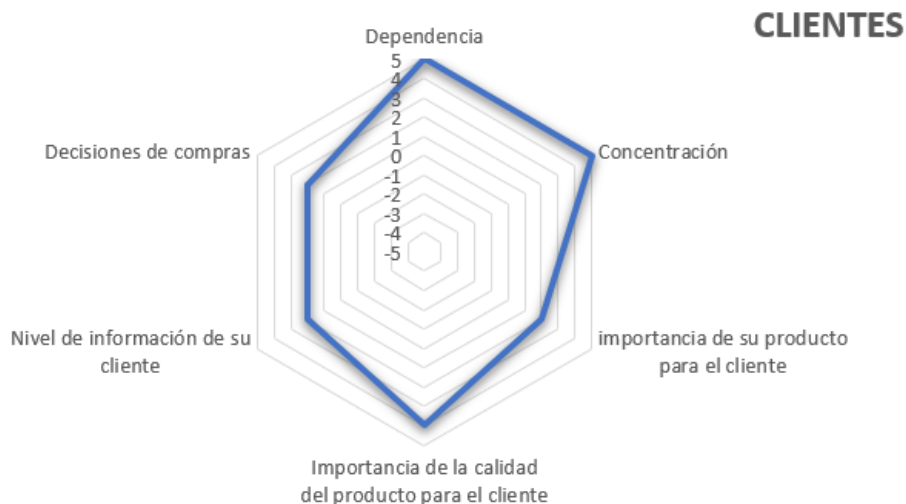 CLIENTES
Dependencia
5
4
3
2
1
0
-1
-2
-3
-4
-5
Decisiones de compras
Concentración
Nivel de información de su
cliente
importancia de su producto
para el cliente
Importancia de la calidad
del producto para el cliente